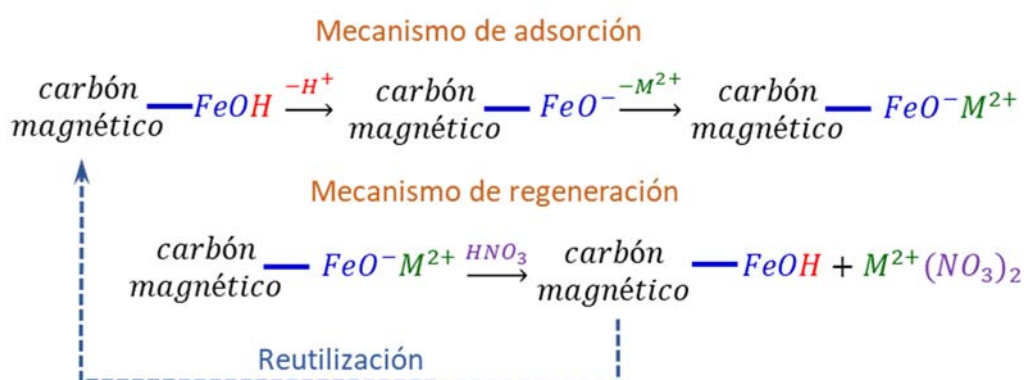 Mecanismo de adsorción
carbón magnético — FeOH −H⁺ → carbón magnético — FeO⁻ −M²⁺ → carbón magnético — FeO⁻M²⁺
Mecanismo de regeneración
carbón magnético — FeO⁻M²⁺ HNO₃ → carbón magnético — FeOH + M²⁺(NO₃)₂
Reutilización